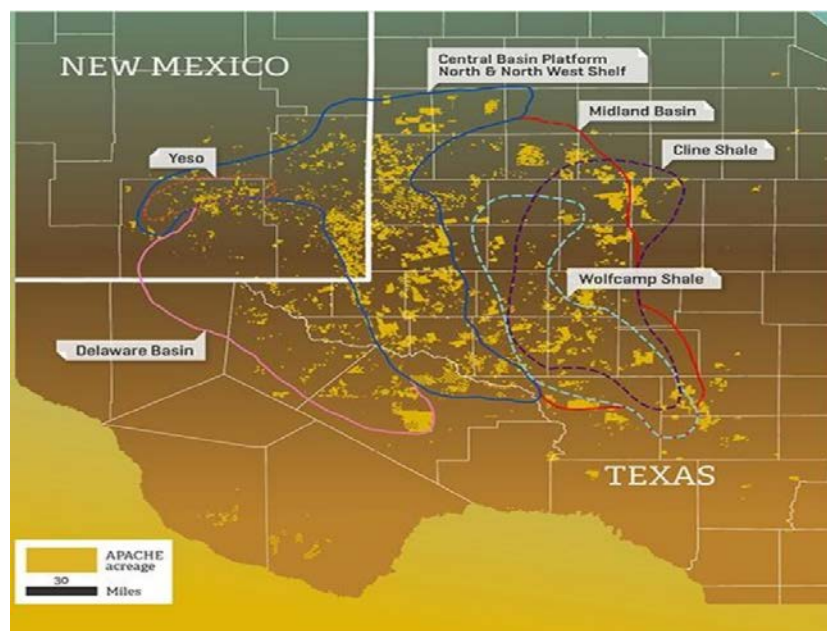 NEW MEXICO
Central Basin Platform
North & North West Shelf
Midland Basin
Yeso
Cline Shale
Wolfcamp Shale
Delaware Basin
TEXAS
APACHE
acreage
30
Miles